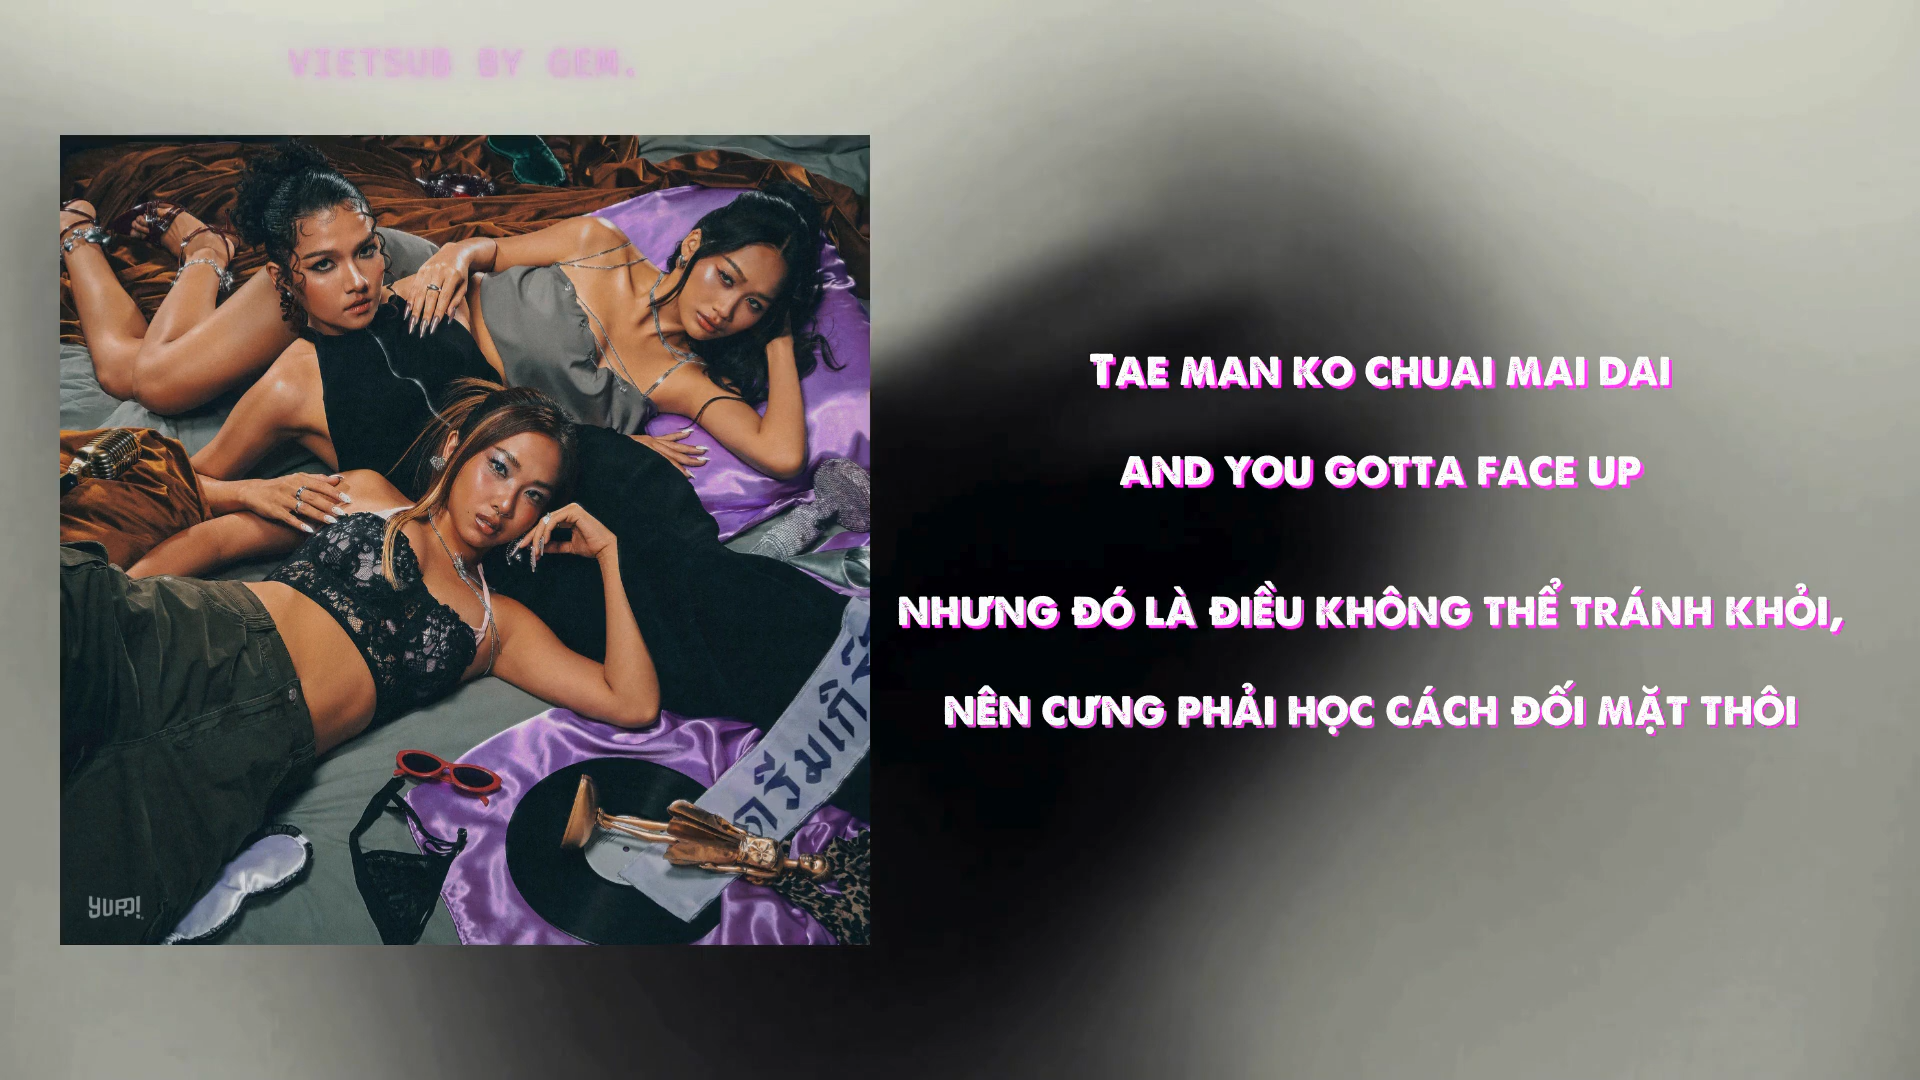 VIETSUB BY GEM.
TAE MAN KO CHUAI MAI DAI
AND YOU GOTTA FACE UP
NHƯNG ĐÓ LÀ ĐIỀU KHÔNG THỂ TRÁNH KHỎI,
NÊN CƯNG PHẢI HỌC CÁCH ĐỐI MẶT THÔI
YUPP!